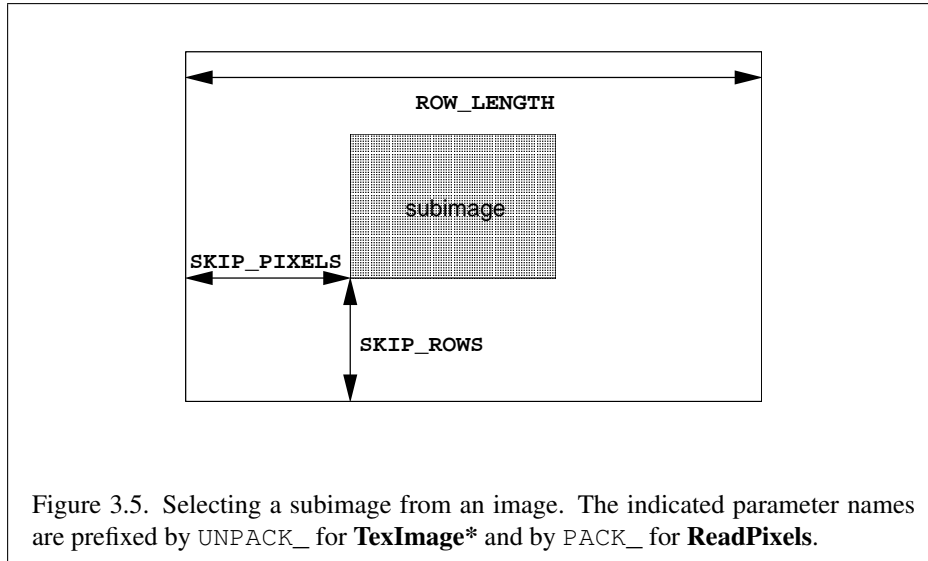 ROW_LENGTH
subimage
SKIP_PIXELS
SKIP_ROWS
Figure 3.5. Selecting a subimage from an image. The indicated parameter names
are prefixed by UNPACK_ for TexImage* and by PACK_ for ReadPixels.